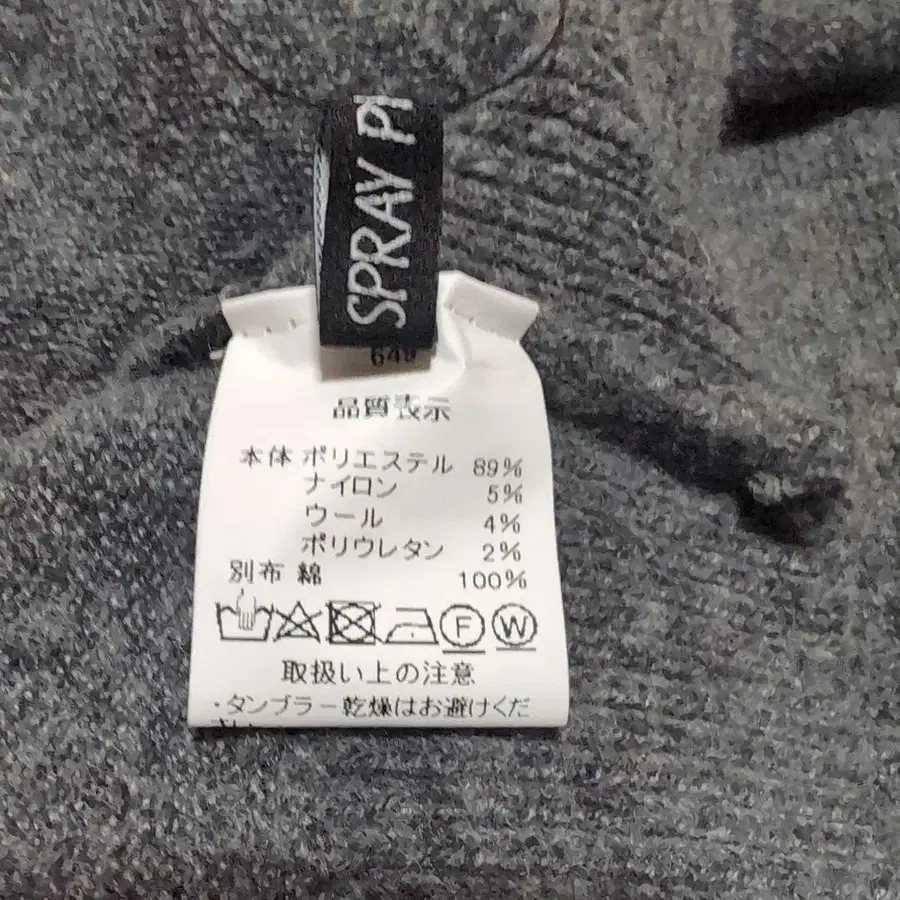 SPRAY
品質表示
本体 ポリエステル 89%
ナイロン 5%
ウール 4%
ポリウレタン 2%
別布 綿 100%
F W
取扱い上の注意
・タンブラー乾燥はお避けくだ